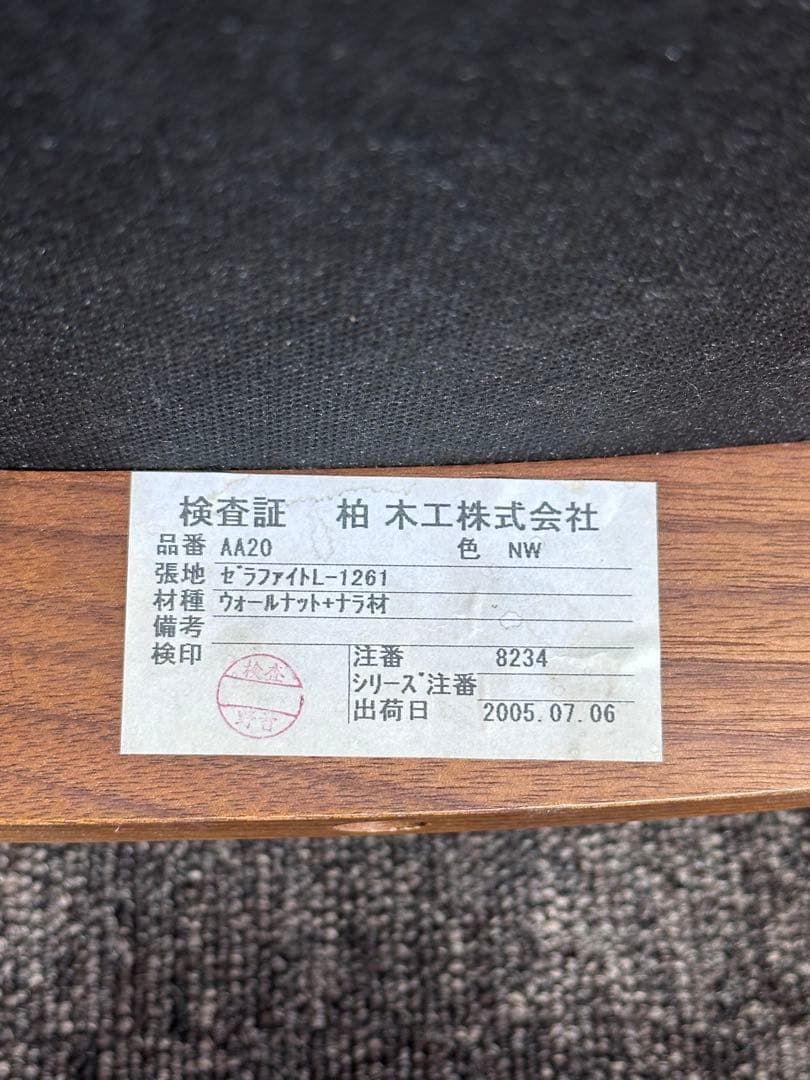 検査証 柏 木工株式会社
品番 AA20 色 NW
張地 ｾﾞﾗﾌｧｲﾄL-1261
材種 ｳｫｰﾙﾅｯﾄ+ﾅﾗ材
備考
検印 注番 8234
ｼﾘｰｽﾞ注番
出荷日 2005.07.06
検査